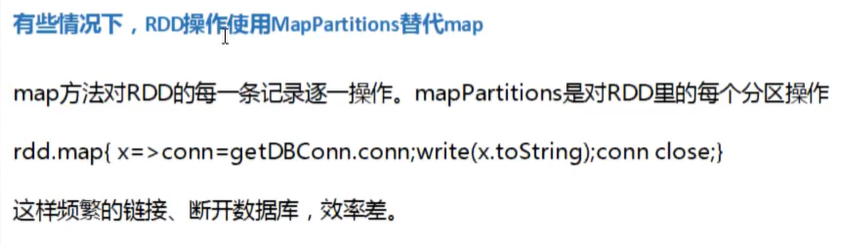 有些情况下，RDD操作使用MapPartitions替代map
map方法对RDD的每一条记录逐一操作。mapPartitions是对RDD里的每个分区操作
rdd.map{ x=>conn=getDBConn.conn;write(x.toString);conn close;}
这样频繁的链接、断开数据库，效率差。